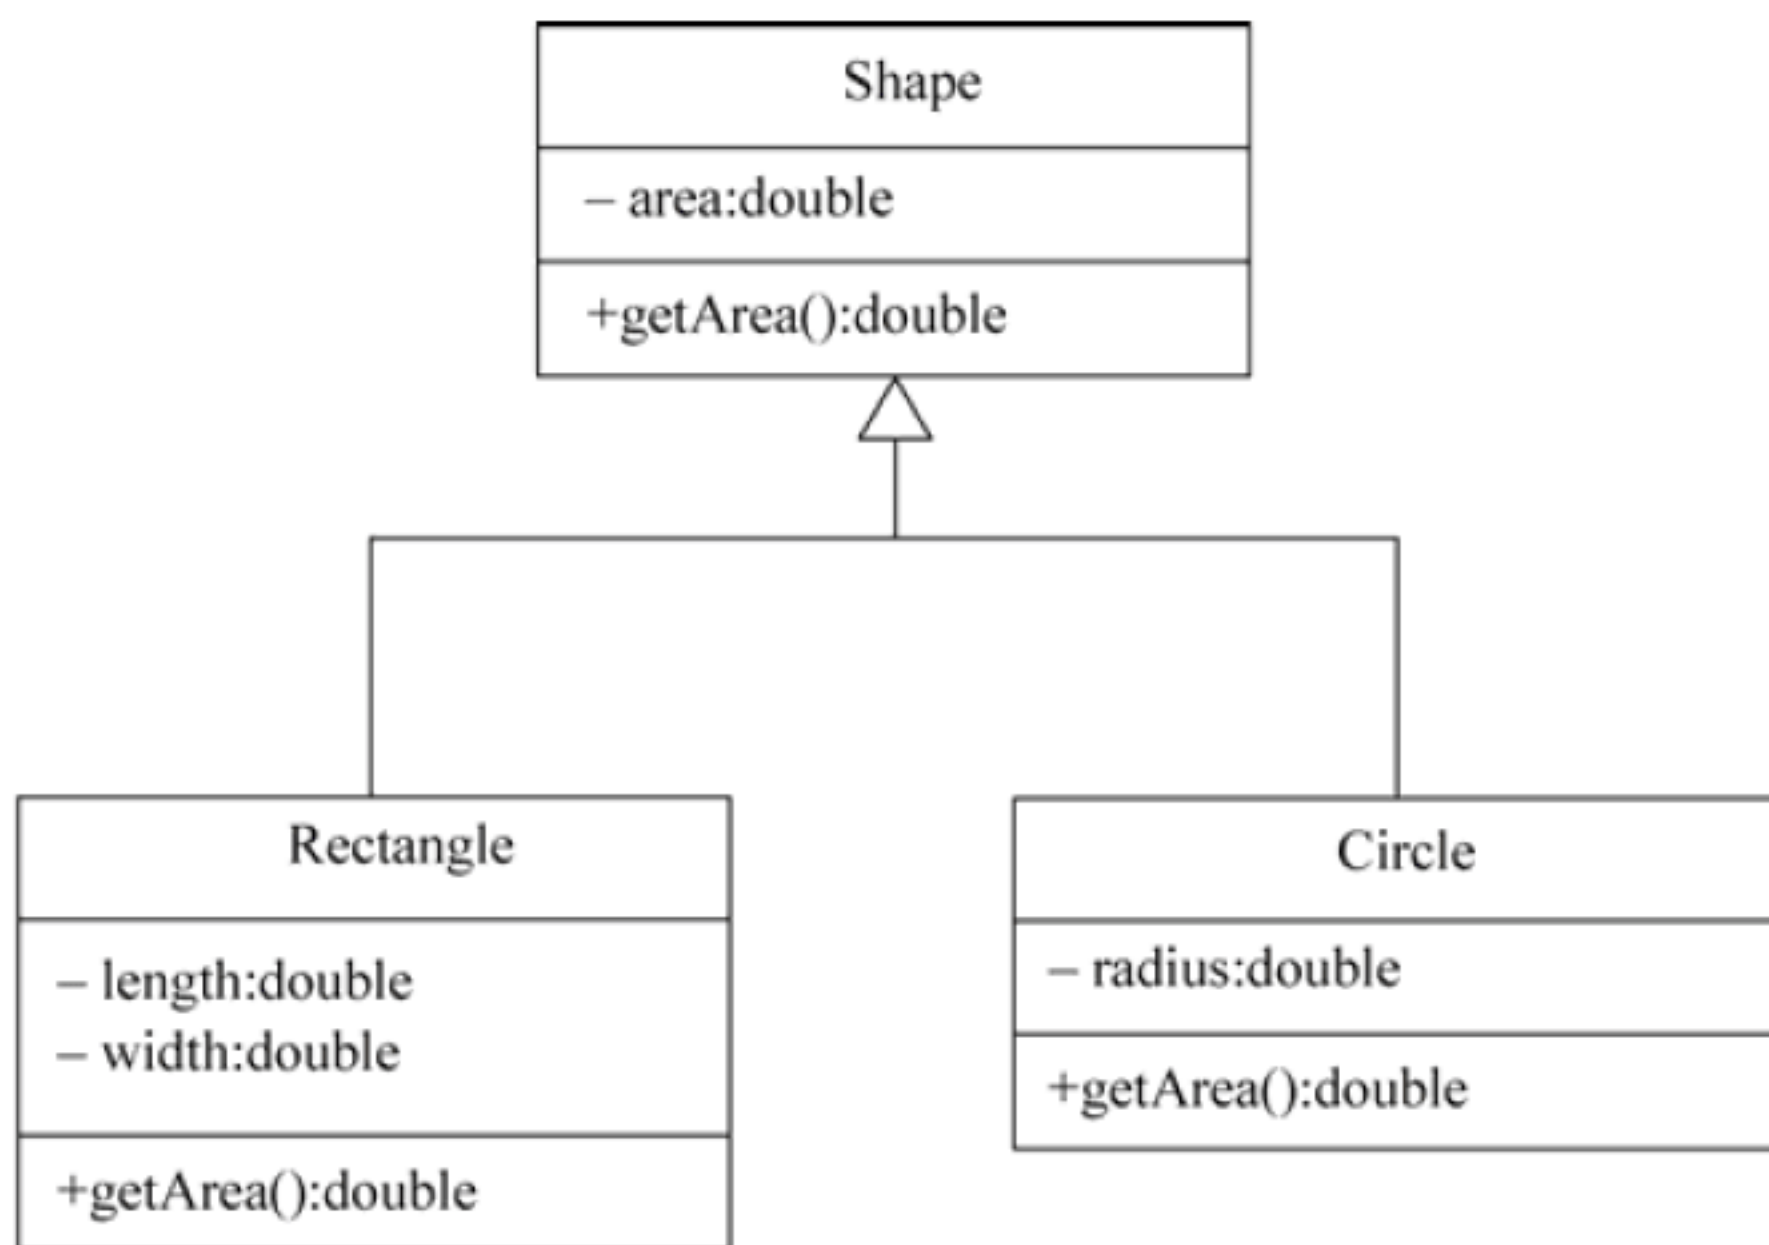 Shape
– area:double
+getArea():double
Rectangle
– length:double
– width:double
+getArea():double
Circle
– radius:double
+getArea():double